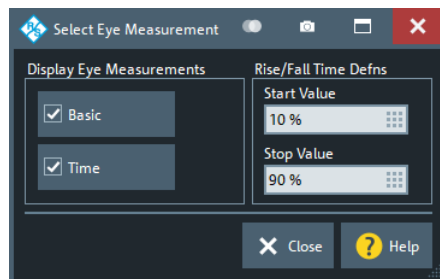 R&S Select Eye Measurement
Display Eye Measurements
Basic
Time
Rise/Fall Time Defns
Start Value
10 %
Stop Value
90 %
Close
? Help